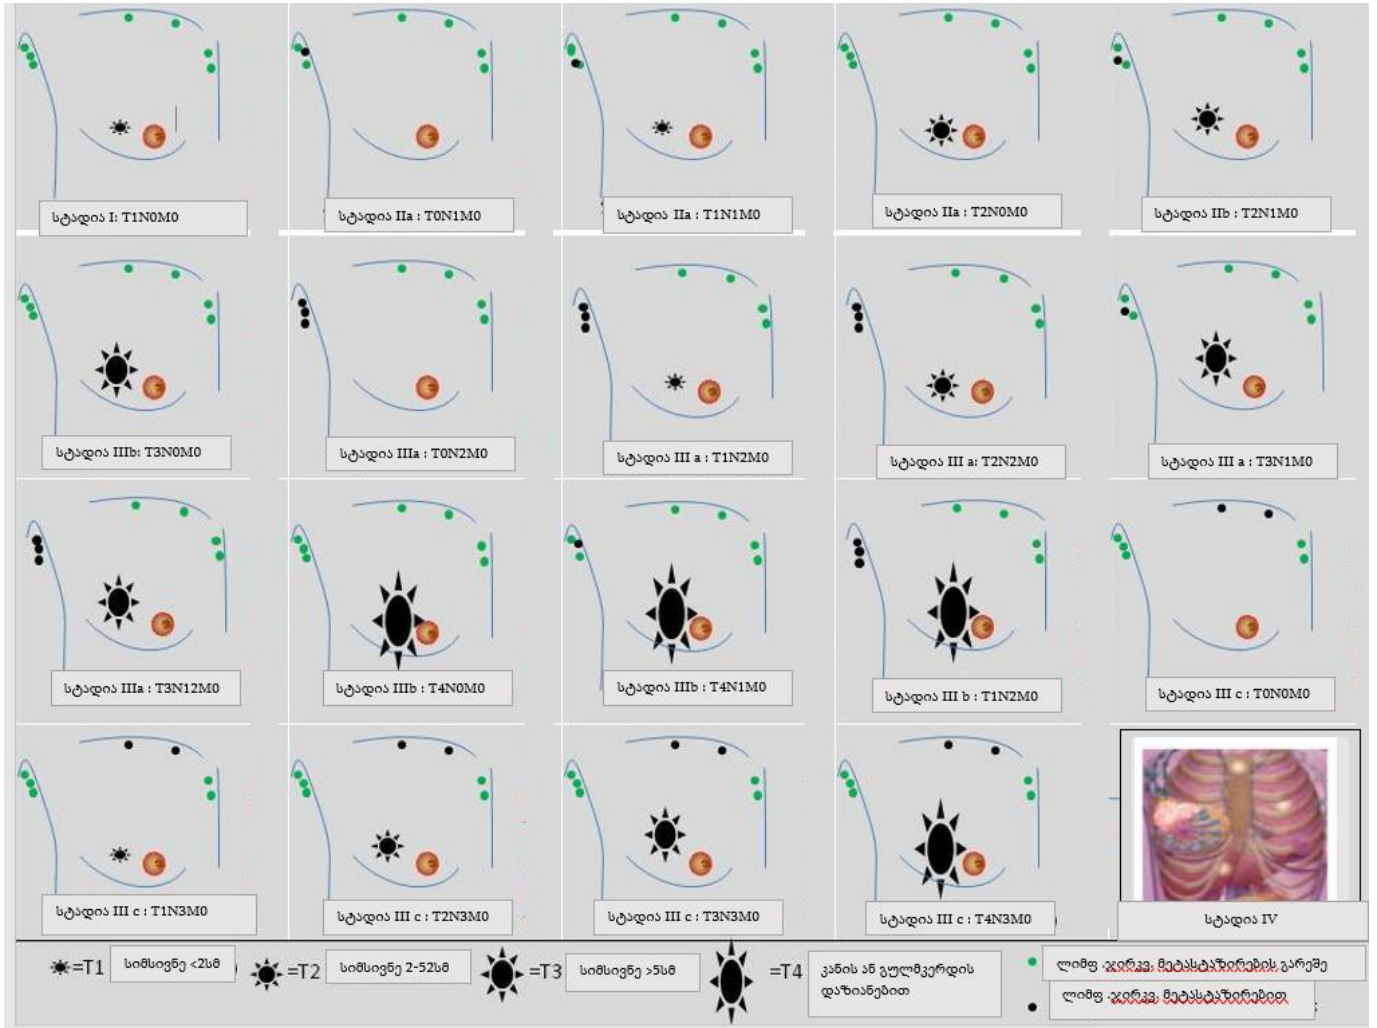 სტადია I: T1N0M0
სტადია IIa : T0N1M0
სტადია IIa : T1N1M0
სტადია IIa : T2N0M0
სტადია IIb : T2N1M0
სტადია IIIb: T3N0M0
სტადია IIIa : T0N2M0
სტადია III a : T1N2M0
სტადია III a: T2N2M0
სტადია III a : T3N1M0
სტადია IIIa : T3N12M0
სტადია IIIb : T4N0M0
სტადია IIIb : T4N1M0
სტადია III b : T1N2M0
სტადია III c : T0N0M0
სტადია III c : T1N3M0
სტადია III c : T2N3M0
სტადია III c : T3N3M0
სტადია III c : T4N3M0
სტადია IV
=T1 სიმსივნე <2სმ
=T2 სიმსივნე 2-52სმ
=T3 სიმსივნე >5სმ
=T4 კანის ან გულმკერდის
დაზიანებით
ლიმფ .ჯირკვ, მეტასტაზირების გარეშე
ლიმფ .ჯირკვ, მეტასტაზირებით